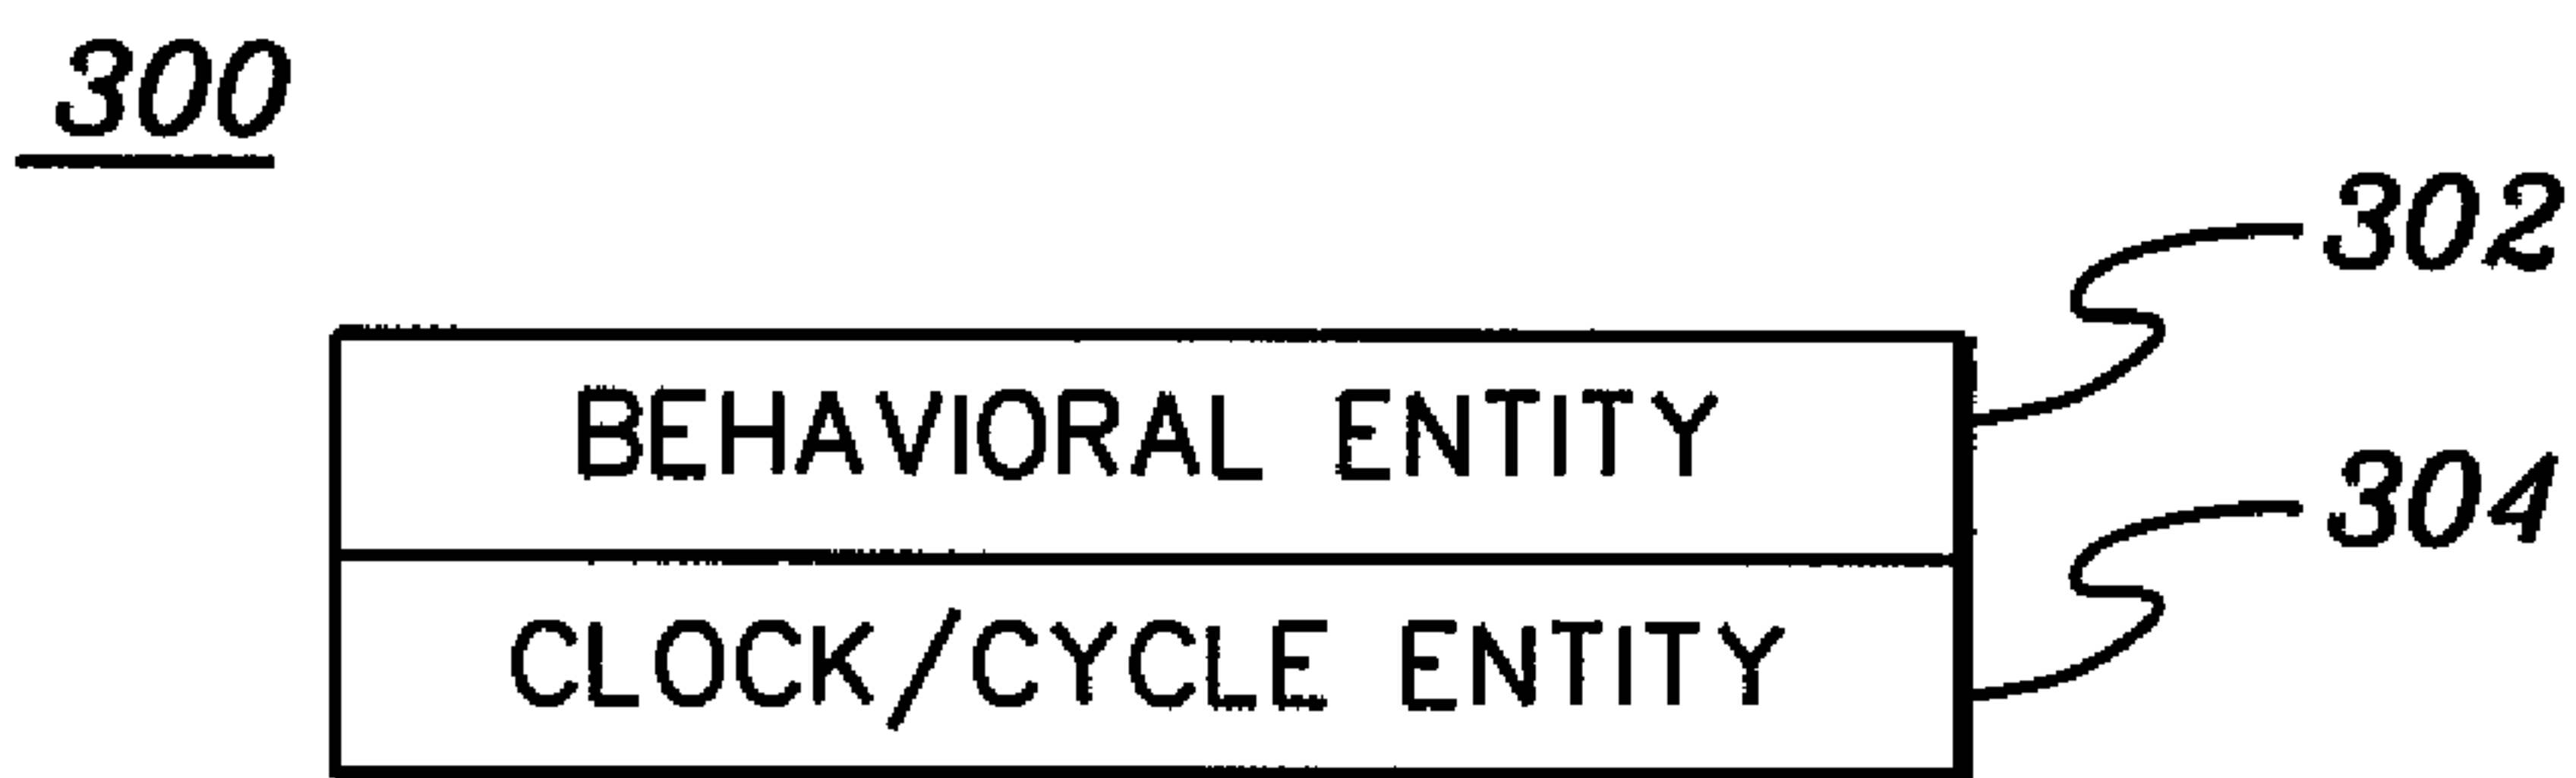 300
302
BEHAVIORAL ENTITY
304
CLOCK/CYCLE ENTITY